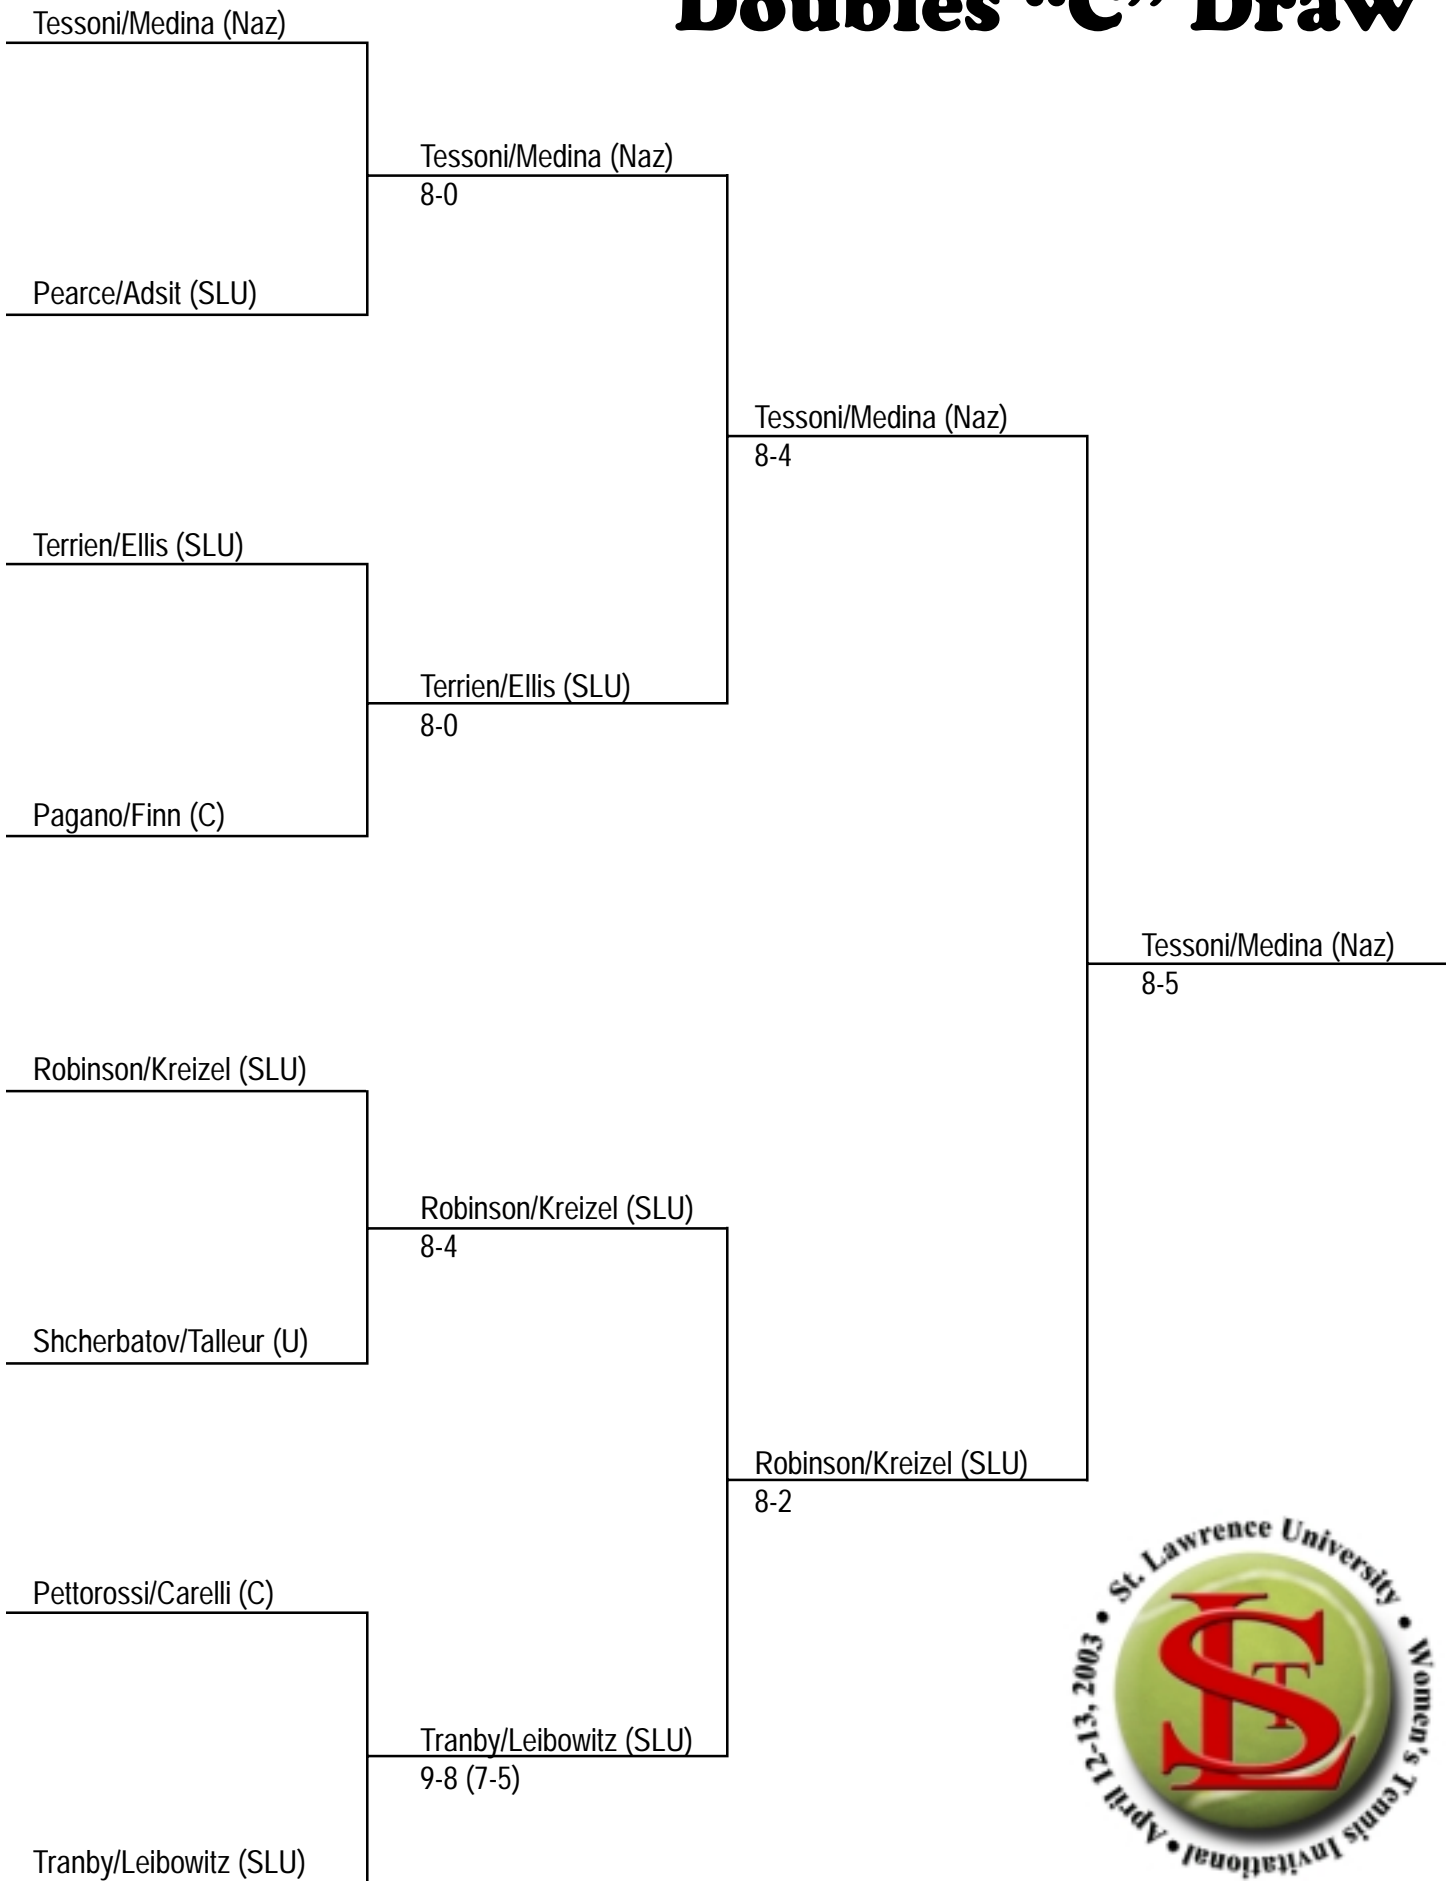 Doubles “C” Draw
Tessoni/Medina (Naz)
Pearce/Adsit (SLU)
Terrien/Ellis (SLU)
Pagano/Finn (C)
Robinson/Kreizel (SLU)
Shcherbatov/Talleur (U)
Pettorossi/Carelli (C)
Tranby/Leibowitz (SLU)
Tessoni/Medina (Naz)
8-0
Terrien/Ellis (SLU)
8-0
Robinson/Kreizel (SLU)
8-4
Tranby/Leibowitz (SLU)
9-8 (7-5)
Tessoni/Medina (Naz)
8-4
Robinson/Kreizel (SLU)
8-2
Tessoni/Medina (Naz)
8-5
St. Lawrence University • Women's Tennis Invitational • April 12-13, 2003 •
SLT